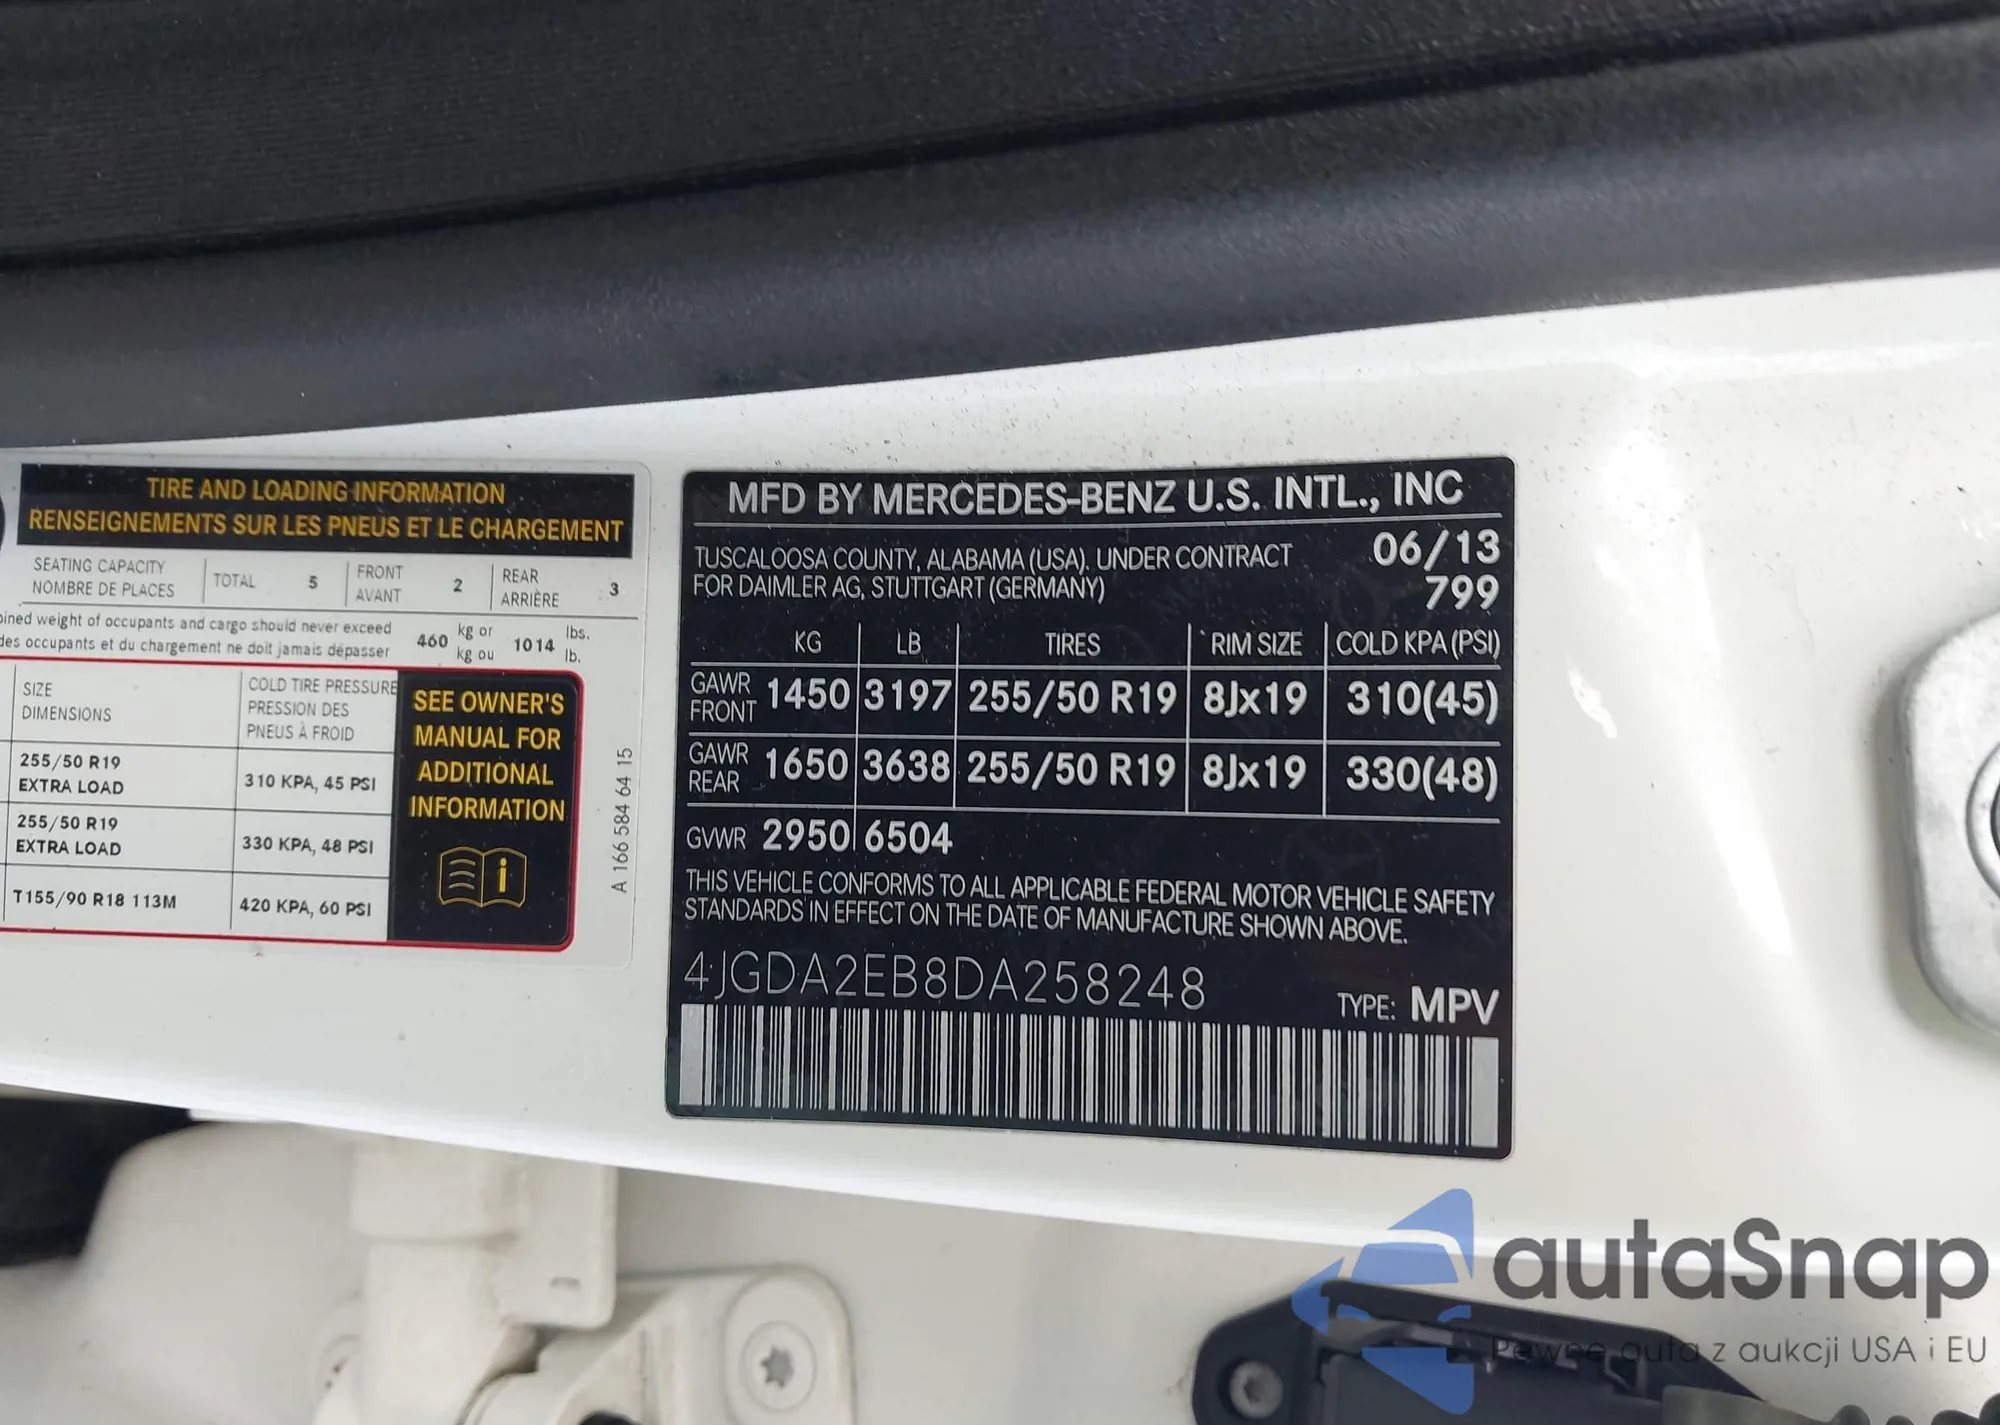 TIRE AND LOADING INFORMATION
RENSEIGNEMENTS SUR LES PNEUS ET LE CHARGEMENT
SEATING CAPACITY
NOMBRE DE PLACES
TOTAL 5
FRONT
AVANT
2
REAR
ARRIÈRE
3
weight of occupants and cargo should never exceed
des occupants et du chargement ne doit jamais dépasser
460
kg or
kg ou
1014
lbs.
lb.
SIZE
DIMENSIONS
COLD TIRE PRESSURE
PRESSION DES
PNEUS À FROID
255/50 R19
EXTRA LOAD
310 KPA, 45 PSI
255/50 R19
EXTRA LOAD
330 KPA, 48 PSI
T155/90 R18 113M
420 KPA, 60 PSI
SEE OWNER'S
MANUAL FOR
ADDITIONAL
INFORMATION
A 166 584 64 15
MFD BY MERCEDES-BENZ U.S. INTL., INC
TUSCALOOSA COUNTY, ALABAMA (USA). UNDER CONTRACT
FOR DAIMLER AG, STUTTGART (GERMANY)
06/13
799
KG LB TIRES RIM SIZE COLD KPA (PSI)
GAWR
FRONT
1450 3197 255/50 R19 8Jx19 310(45)
GAWR
REAR
1650 3638 255/50 R19 8Jx19 330(48)
GVWR 2950 6504
THIS VEHICLE CONFORMS TO ALL APPLICABLE FEDERAL MOTOR VEHICLE SAFETY
STANDARDS IN EFFECT ON THE DATE OF MANUFACTURE SHOWN ABOVE.
4JGDA2EB8DA258248
TYPE: MPV
autaSnap
Pewne auta z aukcji USA i EU